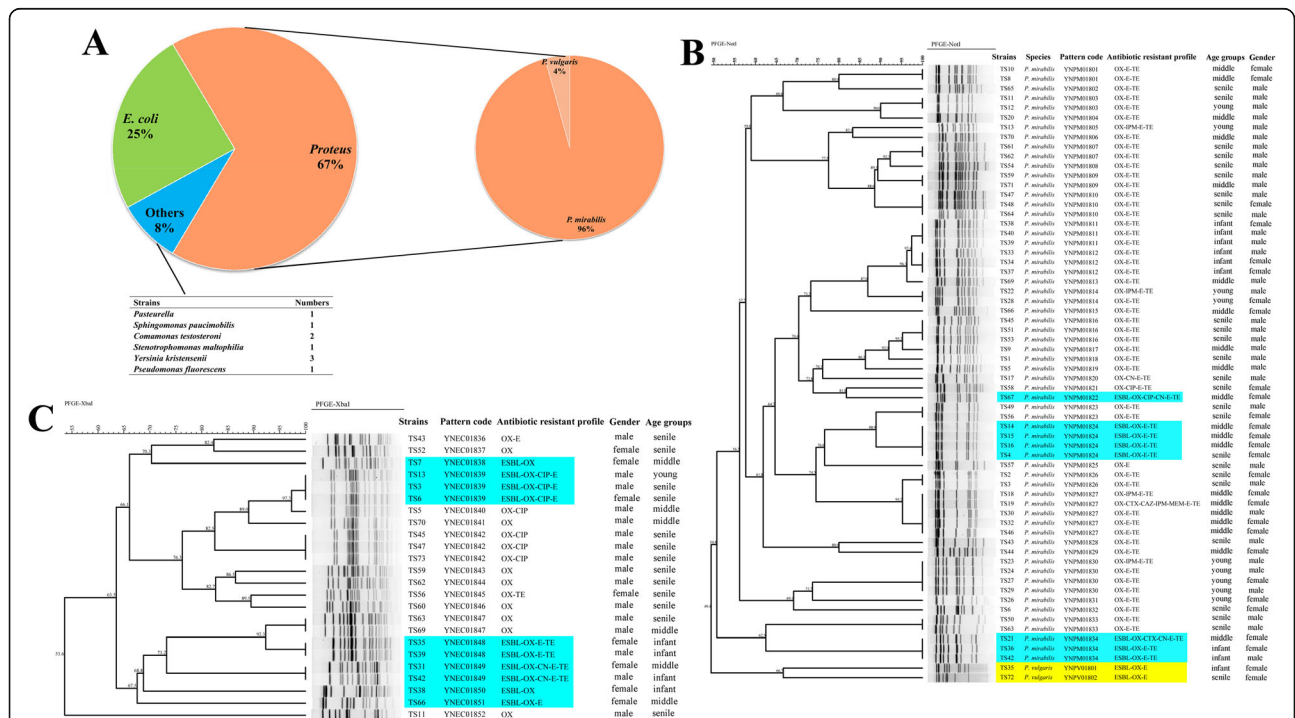 A
P. vulgaris
4%
E. coli
25%
Proteus
67%
Others
8%
P. mirabilis
96%
Strains Numbers
Pasteurella 1
Sphingomonas paucimobilis 1
Comamonas testosteroni 2
Stenotrophomonas maltophilia 1
Yersinia kristensenii 3
Pseudomonas fluorescens 1
B
PFGE-NotI
PFGE-NotI
Strains Species Pattern code Antibiotic resistant profile Age groups Gender
TS10 P. mirabilis YNPM01801 OX-E-TE middle female
TS8 P. mirabilis YNPM01801 OX-E-TE middle female
TS65 P. mirabilis YNPM01802 OX-E-TE senile male
TS11 P. mirabilis YNPM01803 OX-E-TE senile male
TS12 P. mirabilis YNPM01803 OX-E-TE young male
TS20 P. mirabilis YNPM01804 OX-E-TE middle male
TS13 P. mirabilis YNPM01805 OX-IPM-E-TE young male
TS70 P. mirabilis YNPM01806 OX-E-TE middle male
TS61 P. mirabilis YNPM01807 OX-E-TE senile male
TS62 P. mirabilis YNPM01807 OX-E-TE senile male
TS54 P. mirabilis YNPM01808 OX-E-TE senile male
TS59 P. mirabilis YNPM01809 OX-E-TE senile male
TS71 P. mirabilis YNPM01809 OX-E-TE middle male
TS47 P. mirabilis YNPM01810 OX-E-TE senile male
TS48 P. mirabilis YNPM01810 OX-E-TE senile female
TS64 P. mirabilis YNPM01810 OX-E-TE senile male
TS38 P. mirabilis YNPM01811 OX-E-TE infant female
TS40 P. mirabilis YNPM01811 OX-E-TE infant male
TS39 P. mirabilis YNPM01811 OX-E-TE infant male
TS33 P. mirabilis YNPM01812 OX-E-TE infant male
TS34 P. mirabilis YNPM01812 OX-E-TE infant female
TS37 P. mirabilis YNPM01812 OX-E-TE infant female
TS69 P. mirabilis YNPM01813 OX-E-TE middle male
TS22 P. mirabilis YNPM01814 OX-IPM-E-TE young male
TS28 P. mirabilis YNPM01814 OX-E-TE young female
TS66 P. mirabilis YNPM01815 OX-E-TE middle female
TS45 P. mirabilis YNPM01816 OX-E-TE senile male
TS51 P. mirabilis YNPM01816 OX-E-TE senile male
TS53 P. mirabilis YNPM01816 OX-E-TE senile male
TS9 P. mirabilis YNPM01817 OX-E-TE middle male
TS1 P. mirabilis YNPM01818 OX-E-TE senile male
TS5 P. mirabilis YNPM01819 OX-E-TE middle male
TS17 P. mirabilis YNPM01820 OX-CN-E-TE senile male
TS58 P. mirabilis YNPM01821 OX-CIP-E-TE senile female
TS67 P. mirabilis YNPM01822 ESBL-OX-CIP-CN-E-TE middle female
TS49 P. mirabilis YNPM01823 OX-E-TE senile male
TS56 P. mirabilis YNPM01823 OX-E-TE senile female
TS14 P. mirabilis YNPM01824 ESBL-OX-E-TE middle female
TS15 P. mirabilis YNPM01824 ESBL-OX-E-TE middle female
TS16 P. mirabilis YNPM01824 ESBL-OX-E-TE middle female
TS4 P. mirabilis YNPM01824 ESBL-OX-E-TE senile female
TS57 P. mirabilis YNPM01825 OX-E senile male
TS2 P. mirabilis YNPM01826 OX-E-TE senile female
TS3 P. mirabilis YNPM01826 OX-E-TE senile male
TS18 P. mirabilis YNPM01827 OX-IPM-E-TE middle female
TS19 P. mirabilis YNPM01827 OX-CTX-CAZ-IPM-MEM-E-TE middle female
TS30 P. mirabilis YNPM01827 OX-E-TE middle male
TS32 P. mirabilis YNPM01827 OX-E-TE middle female
TS46 P. mirabilis YNPM01827 OX-E-TE middle female
TS43 P. mirabilis YNPM01828 OX-E-TE senile male
TS44 P. mirabilis YNPM01829 OX-E-TE middle female
TS23 P. mirabilis YNPM01830 OX-IPM-E-TE young male
TS24 P. mirabilis YNPM01830 OX-E-TE young male
TS27 P. mirabilis YNPM01830 OX-E-TE young female
TS29 P. mirabilis YNPM01830 OX-E-TE young male
TS26 P. mirabilis YNPM01831 OX-E-TE young female
TS6 P. mirabilis YNPM01832 OX-E-TE senile female
TS50 P. mirabilis YNPM01833 OX-E-TE senile male
TS63 P. mirabilis YNPM01833 OX-E-TE senile male
TS21 P. mirabilis YNPM01834 ESBL-OX-CTX-CN-E-TE middle female
TS36 P. mirabilis YNPM01834 ESBL-OX-E-TE infant female
TS42 P. mirabilis YNPM01834 ESBL-OX-E-TE infant male
TS35 P. vulgaris YNPV01801 ESBL-OX-E infant female
TS72 P. vulgaris YNPV01802 ESBL-OX-E senile female
C
PFGE-XbaI
PFGE-XbaI
55 60 65 70 75 80 85 90 95 100
Strains Pattern code Antibiotic resistant profile Gender Age groups
TS43 YNEC01836 OX-E male senile
TS52 YNEC01837 OX female senile
TS7 YNEC01838 ESBL-OX female middle
TS13 YNEC01839 ESBL-OX-CIP-E male young
TS3 YNEC01839 ESBL-OX-CIP-E male senile
TS6 YNEC01839 ESBL-OX-CIP-E female senile
TS5 YNEC01840 OX-CIP male middle
TS70 YNEC01841 OX male middle
TS45 YNEC01842 OX-CIP male senile
TS47 YNEC01842 OX-CIP male senile
TS73 YNEC01842 OX-CIP male senile
TS59 YNEC01843 OX male senile
TS62 YNEC01844 OX male senile
TS56 YNEC01845 OX-TE female senile
TS60 YNEC01846 OX male senile
TS63 YNEC01847 OX male senile
TS69 YNEC01847 OX male middle
TS35 YNEC01848 ESBL-OX-E-TE female infant
TS39 YNEC01848 ESBL-OX-E-TE male infant
TS31 YNEC01849 ESBL-OX-CN-E-TE female middle
TS42 YNEC01849 ESBL-OX-CN-E-TE male infant
TS38 YNEC01850 ESBL-OX female infant
TS66 YNEC01851 ESBL-OX-E female middle
TS11 YNEC01852 OX male senile